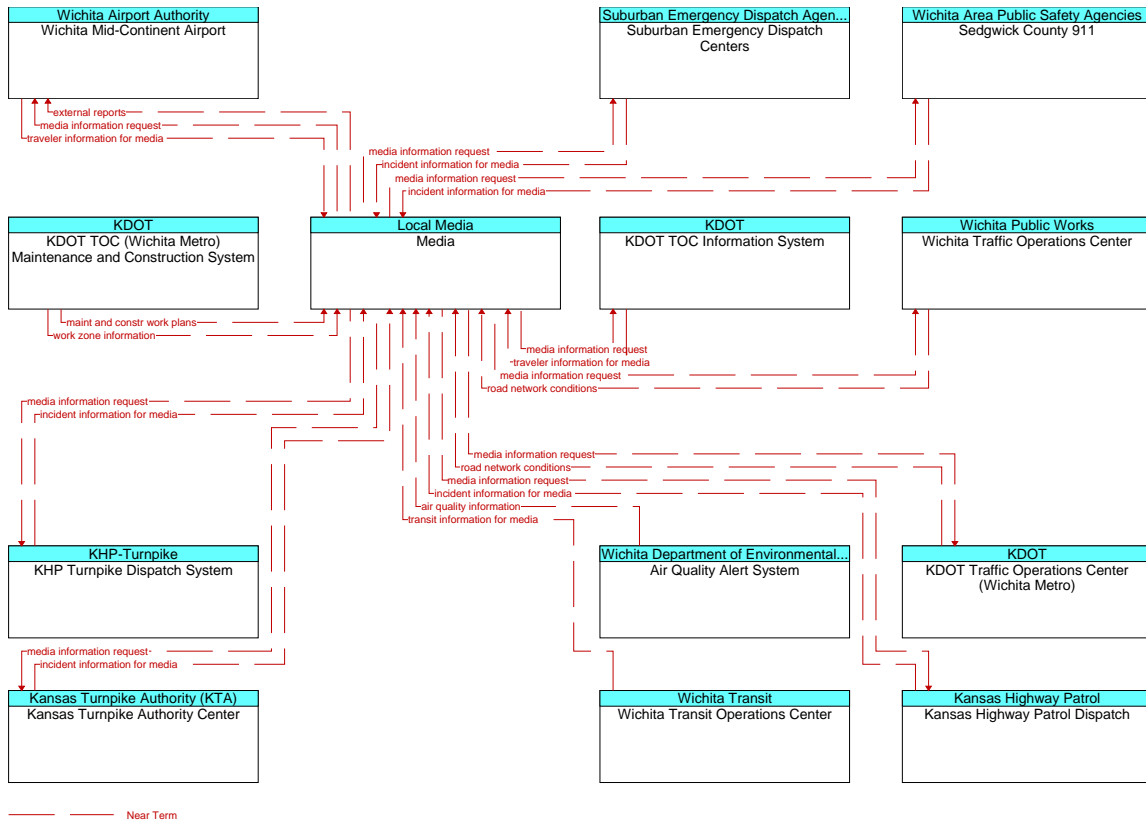 Wichita Airport Authority
Wichita Mid-Continent Airport
Suburban Emergency Dispatch Agen...
Suburban Emergency Dispatch
Centers
Wichita Area Public Safety Agencies
Sedgwick County 911
external reports
media information request
traveler information for media
media information request
incident information for media
media information request
incident information for media
KDOT
KDOT TOC (Wichita Metro)
Maintenance and Construction System
Local Media
Media
KDOT
KDOT TOC Information System
Wichita Public Works
Wichita Traffic Operations Center
maint and constr work plans
work zone information
media information request
traveler information for media
media information request
road network conditions
media information request
incident information for media
media information request
road network conditions
media information request
incident information for media
air quality information
transit information for media
KHP-Turnpike
KHP Turnpike Dispatch System
Wichita Department of Environmental...
Air Quality Alert System
KDOT
KDOT Traffic Operations Center
(Wichita Metro)
media information request
incident information for media
Kansas Turnpike Authority (KTA)
Kansas Turnpike Authority Center
Wichita Transit
Wichita Transit Operations Center
Kansas Highway Patrol
Kansas Highway Patrol Dispatch
Near Term